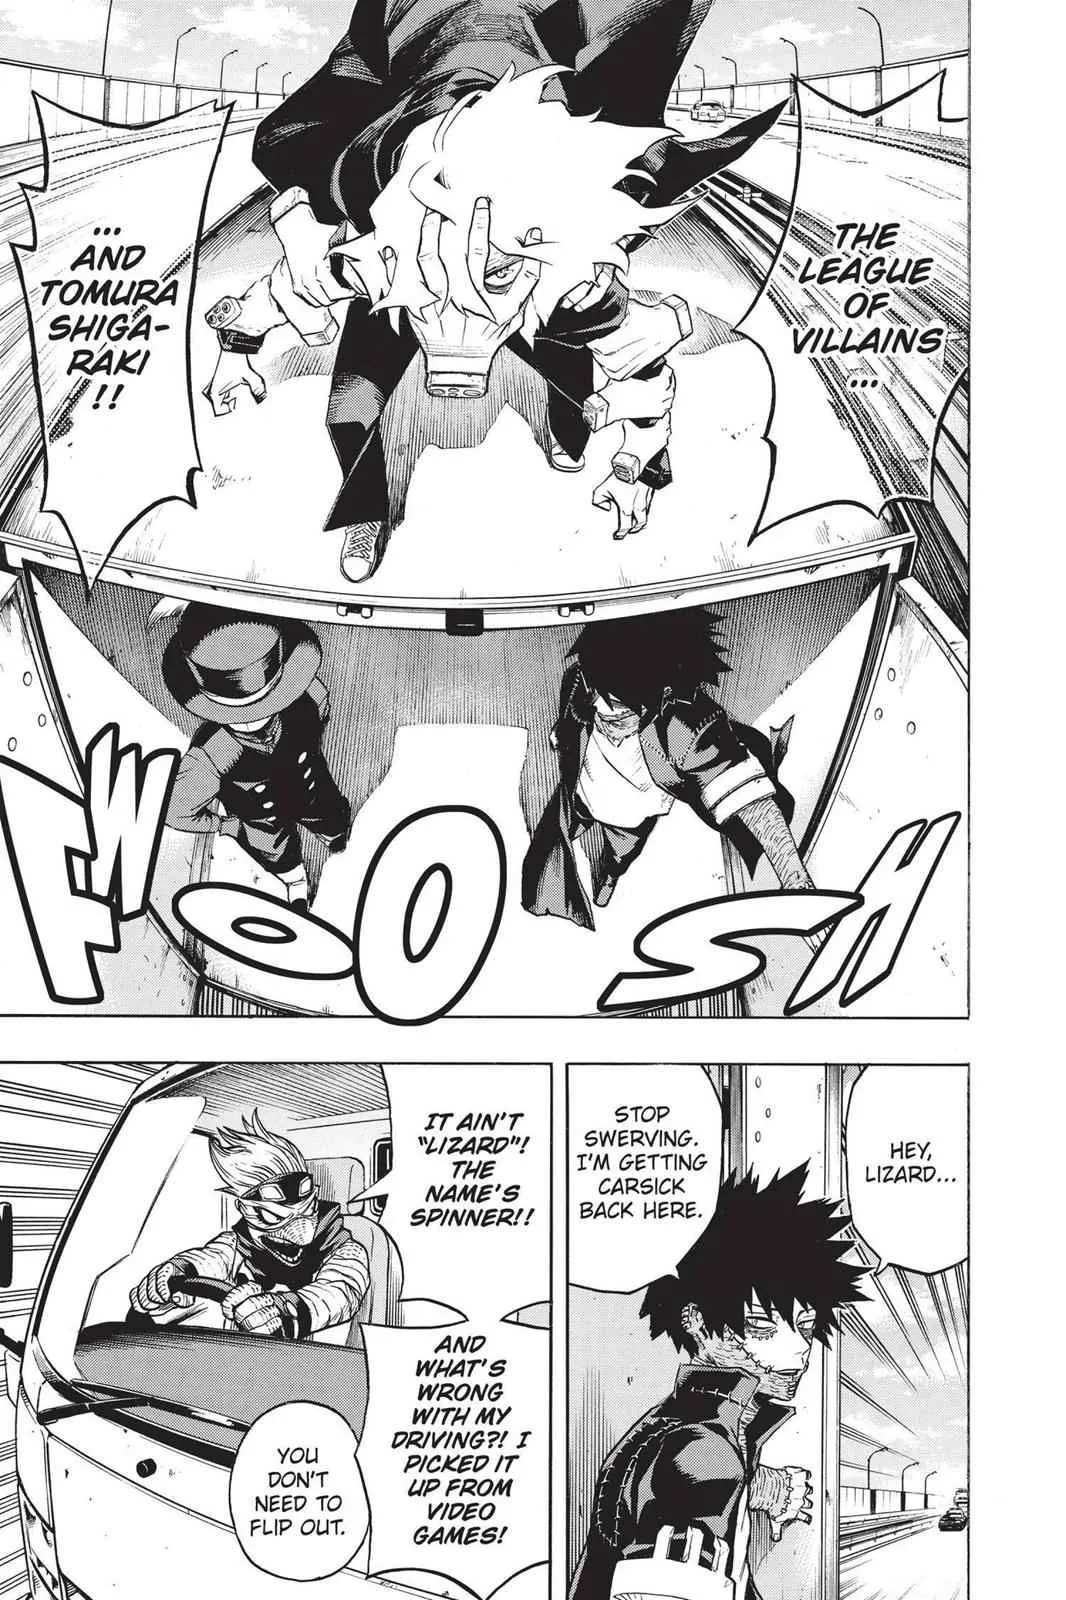 THE
LEAGUE
OF
VILLAINS
...
...
AND
TOMURA
SHIGA-
RAKI
!!
FWOOOSH
HEY,
LIZARD...
STOP
SWERVING.
I'M GETTING
CARSICK
BACK HERE.
IT AIN'T
"LIZARD"!
THE
NAME'S
SPINNER!!
AND
WHAT'S
WRONG
WITH MY
DRIVING?! I
PICKED IT
UP FROM
VIDEO
GAMES!
YOU
DON'T
NEED TO
FLIP OUT.